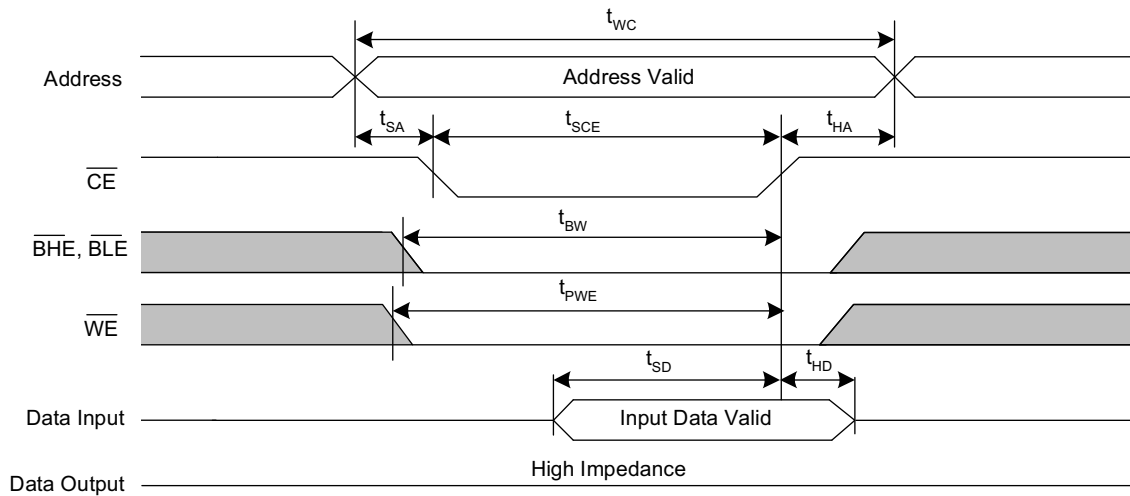 tWC
Address
Address Valid
tSA
tSCE
tHA
CE
tBW
BHE, BLE
tPWE
WE
tSD
tHD
Data Input
Input Data Valid
High Impedance
Data Output